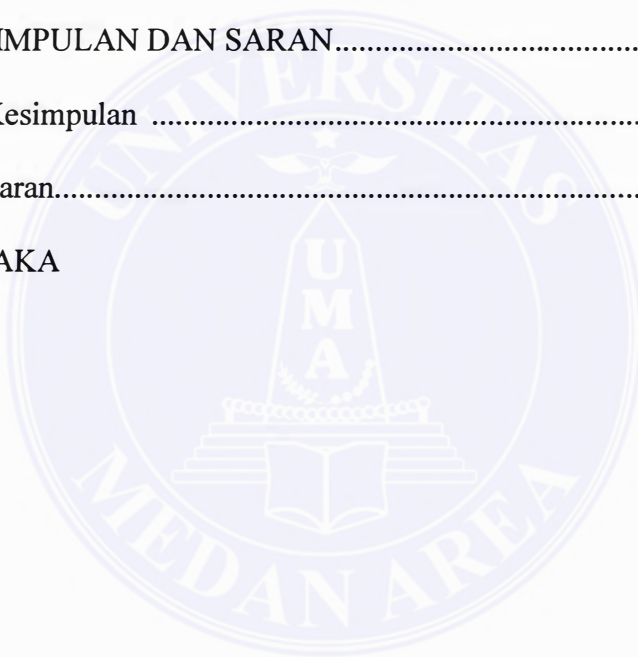 IMPULAN DAN SARAN
Kesimpulan
aran
AKA
UNIVERSITAS
U
M
A
MEDAN AREA